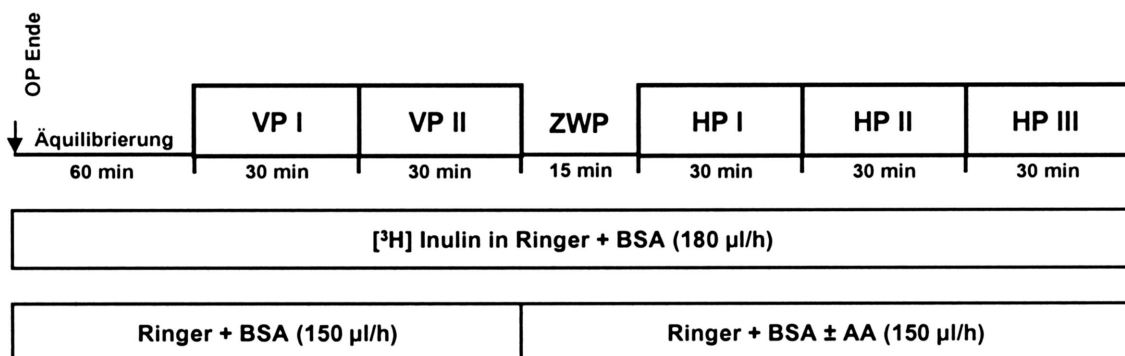 OP Ende
Äquilibrierung
VP I
VP II
ZWP
HP I
HP II
HP III
60 min
30 min
30 min
15 min
30 min
30 min
30 min
[³H] Inulin in Ringer + BSA (180 µl/h)
Ringer + BSA (150 µl/h)
Ringer + BSA ± AA (150 µl/h)